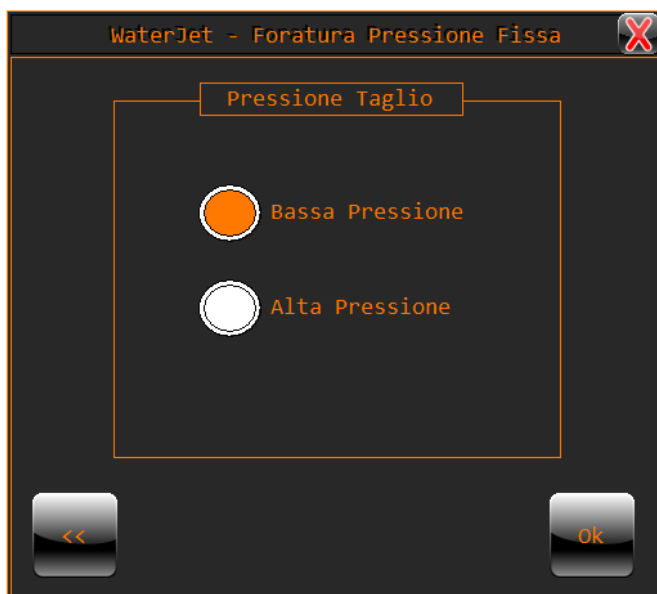 WaterJet - Foratura Pressione Fissa
Pressione Taglio
Bassa Pressione
Alta Pressione
<< Ok